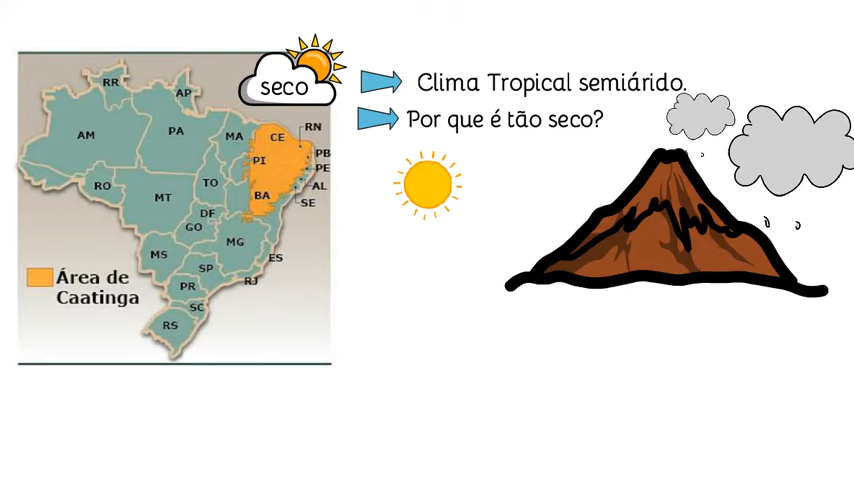 seco
Clima Tropical semiárido.
Por que é tão seco?
RR
AP
AM
PA
MA
CE
RN
PB
PI
PE
AL
SE
RO
TO
BA
MT
DF
GO
MG
MS
ES
SP
RJ
PR
SC
RS
Área de
Caatinga